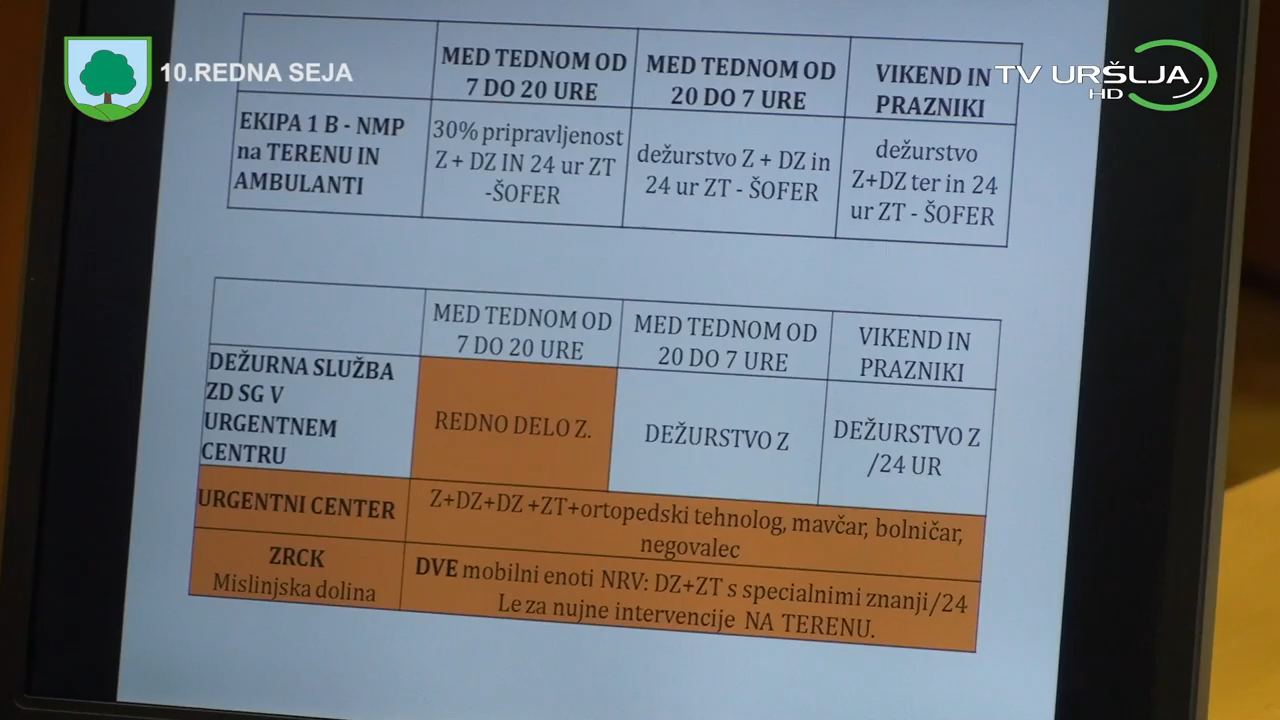 10.REDNA SEJA
TV URŠLJA
HD
MED TEDNOM OD
7 DO 20 URE
MED TEDNOM OD
20 DO 7 URE
VIKEND IN
PRAZNIKI
EKIPA 1 B - NMP
na TERENU IN
AMBULANTI
30% pripravljenost
Z + DZ IN 24 ur ZT
-ŠOFER
dežurstvo Z + DZ in
24 ur ZT - ŠOFER
dežurstvo
Z+DZ ter in 24
ur ZT - ŠOFER
MED TEDNOM OD
7 DO 20 URE
MED TEDNOM OD
20 DO 7 URE
VIKEND IN
PRAZNIKI
DEŽURNA SLUŽBA
ZD SG V
URGENTNEM
CENTRU
REDNO DELO Z.
DEŽURSTVO Z
DEŽURSTVO Z
/24 UR
URGENTNI CENTER
Z+DZ+DZ +ZT+ortopedski tehnolog, mavčar, bolničar,
negovalec
ZRCK
Mislinjska dolina
DVE mobilni enoti NRV: DZ+ZT s specialnimi znanji/24
Le za nujne intervencije NA TERENU.